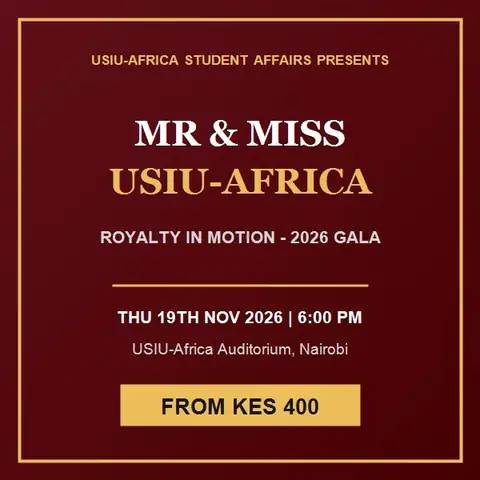 USIU-AFRICA STUDENT AFFAIRS PRESENTS
MR & MISS
USIU-AFRICA
ROYALTY IN MOTION - 2026 GALA
THU 19TH NOV 2026 | 6:00 PM
USIU-Africa Auditorium, Nairobi
FROM KES 400